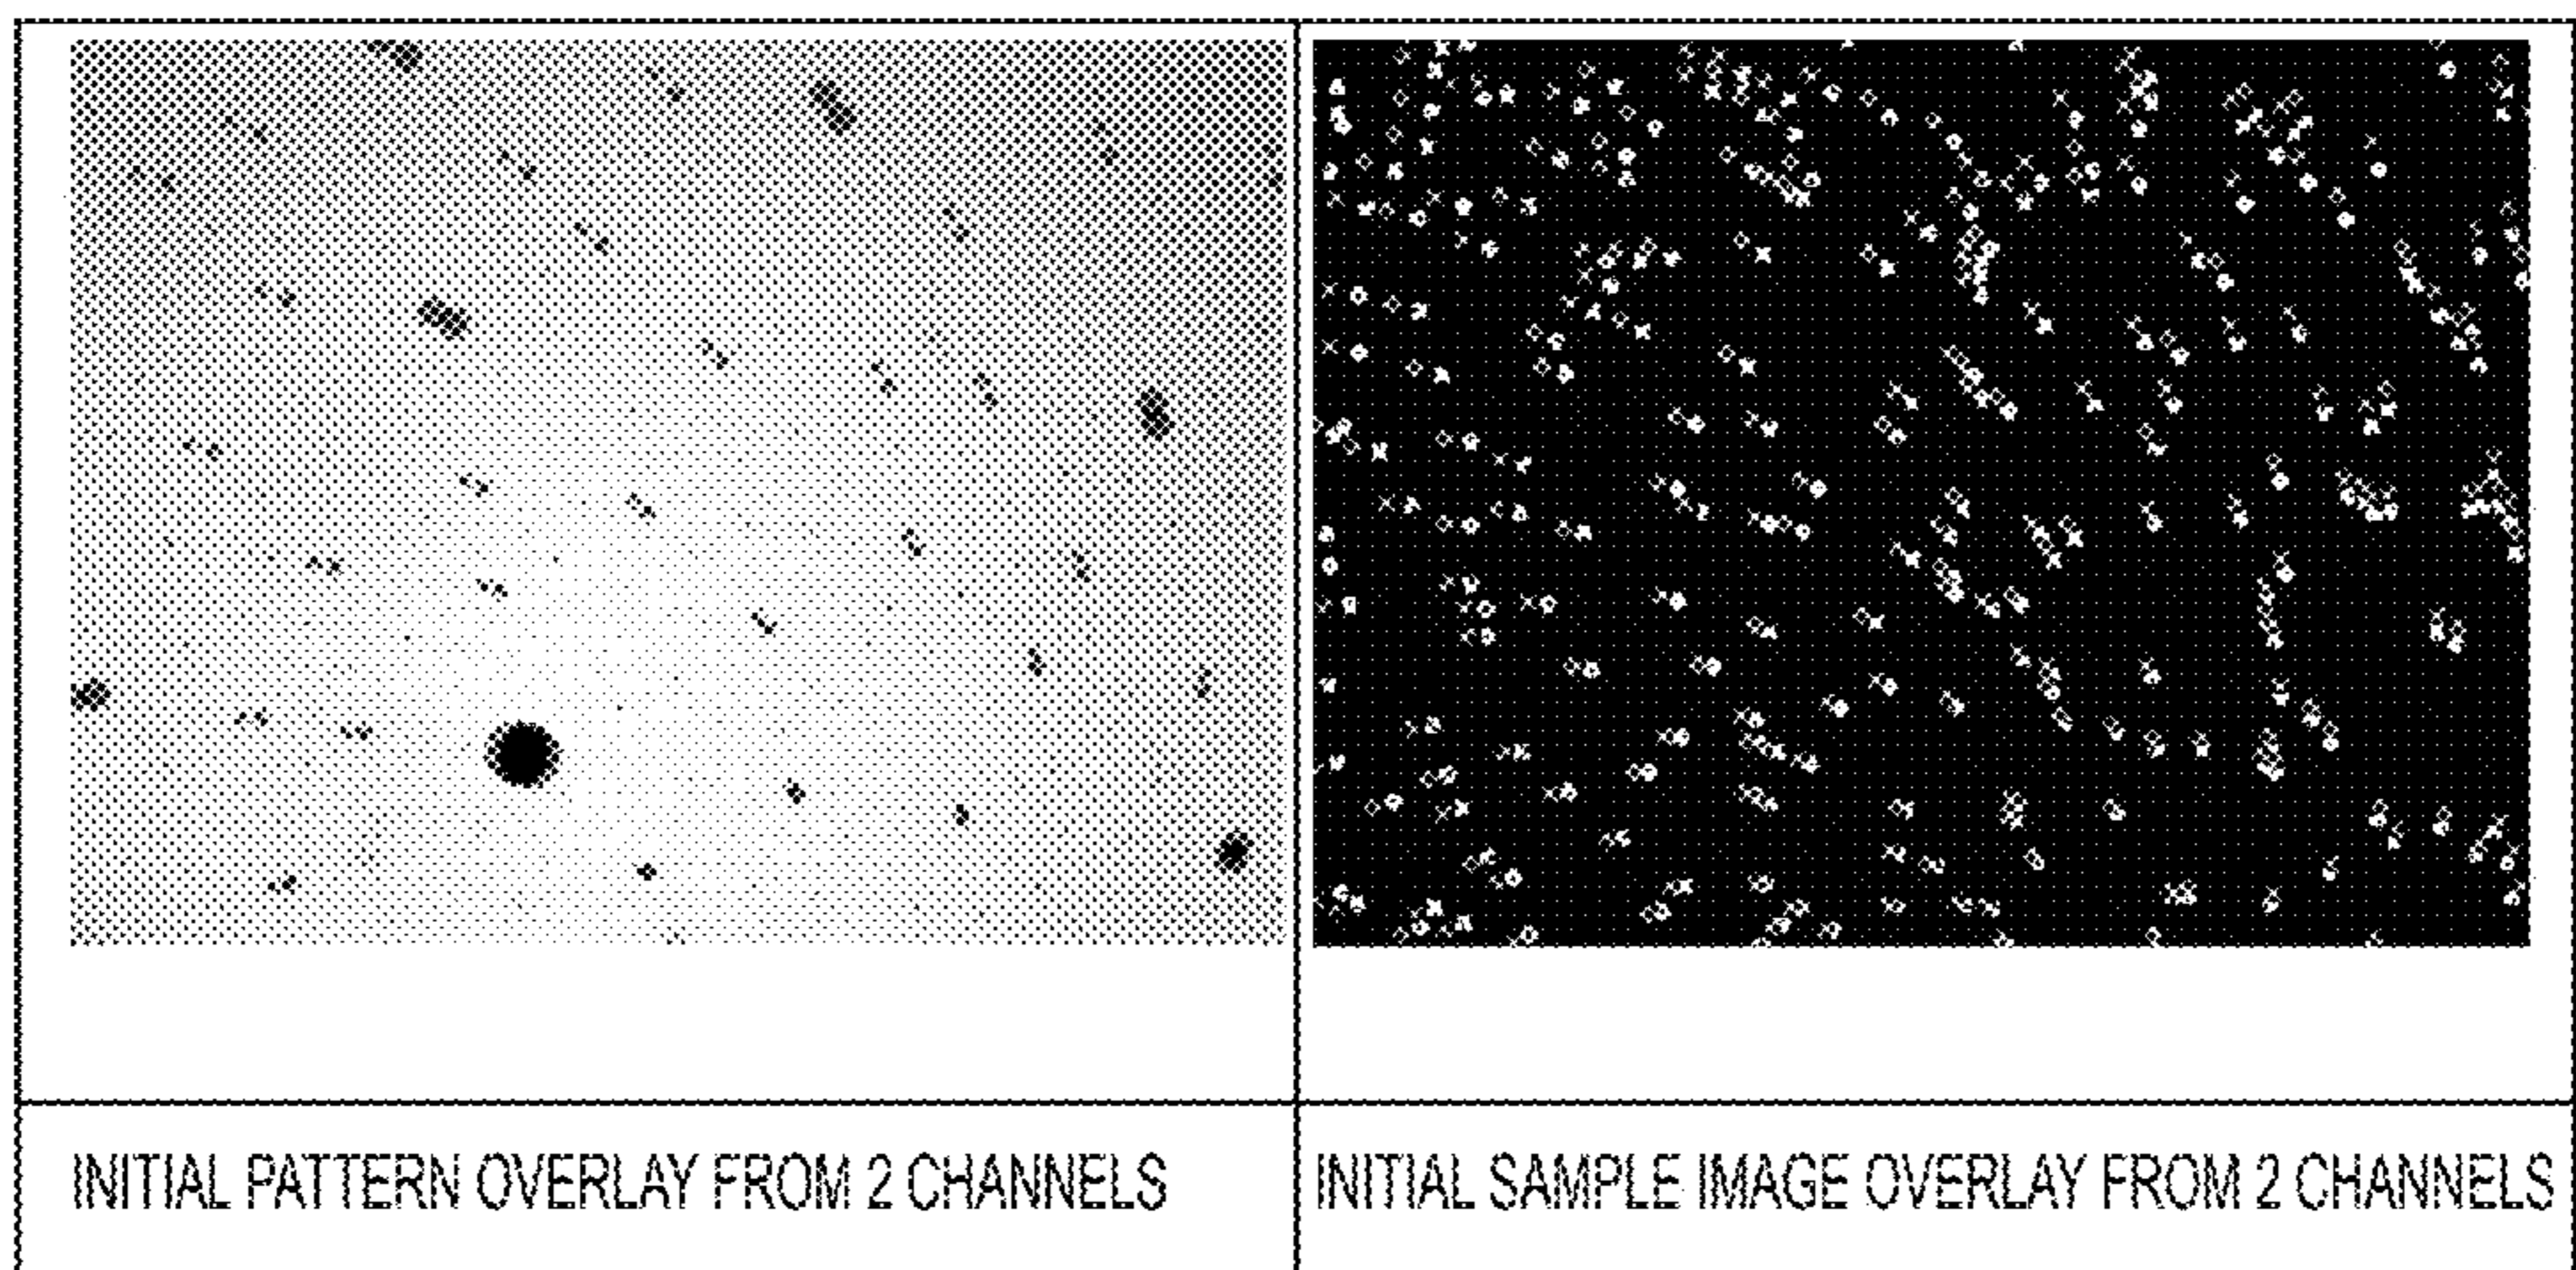 INITIAL PATTERN OVERLAY FROM 2 CHANNELS
INITIAL SAMPLE IMAGE OVERLAY FROM 2 CHANNELS